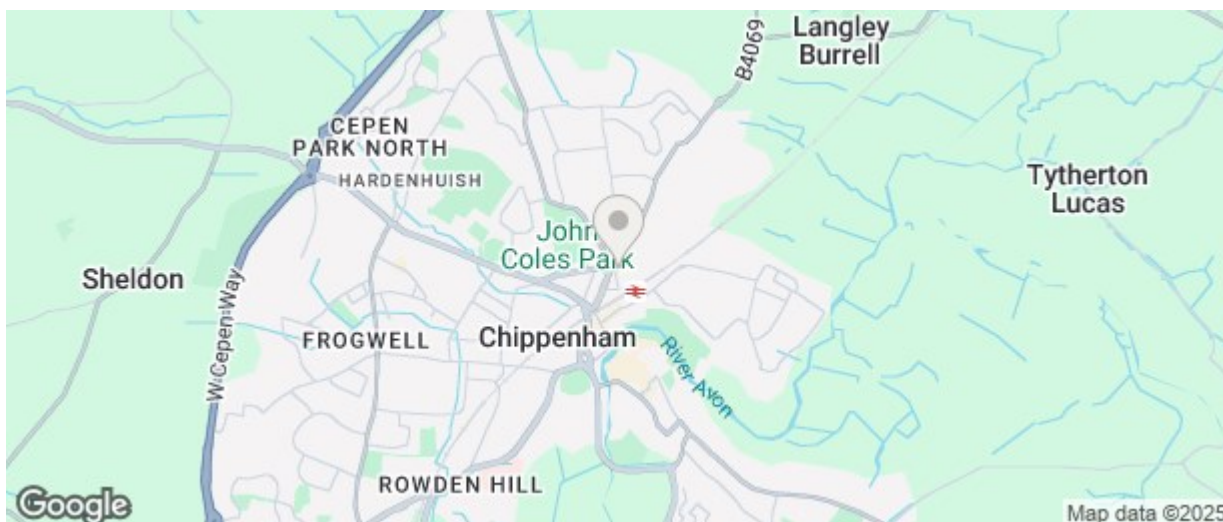 Langley
Burrell
B4069
CEPEN
PARK NORTH
HARDENHUISH
Tytherton
Lucas
John
Coles Park
Sheldon
W Cepen Way
FROGWELL
Chippenham
River Avon
ROWDEN HILL
Google
Map data ©2025